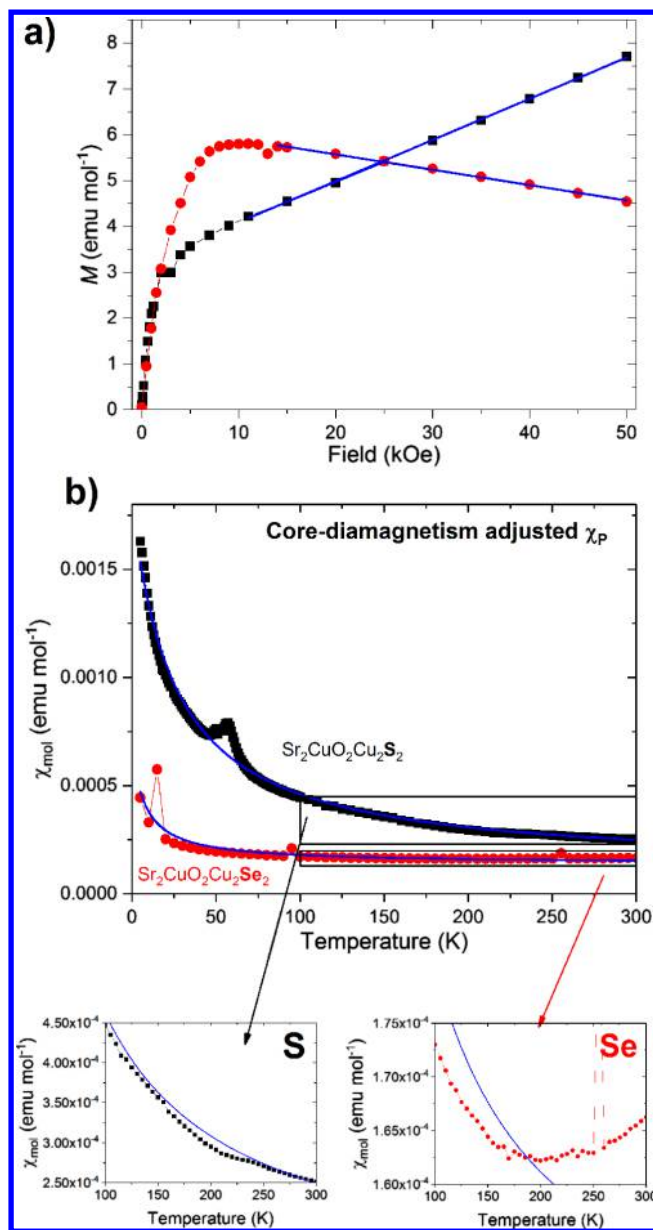 a)
8
7
6
5
4
3
2
1
0
M (emu mol⁻¹)
0 10 20 30 40 50
Field (kOe)
b)
Core-diamagnetism adjusted χP
0.0015
0.0010
0.0005
0.0000
χmol (emu mol⁻¹)
Sr₂CuO₂Cu₂S₂
Sr₂CuO₂Cu₂Se₂
0 50 100 150 200 250 300
Temperature (K)
S
4.50x10⁻⁴
4.00x10⁻⁴
3.50x10⁻⁴
3.00x10⁻⁴
2.50x10⁻⁴
χmol (emu mol⁻¹)
100 150 200 250 300
Temperature (K)
Se
1.75x10⁻⁴
1.70x10⁻⁴
1.65x10⁻⁴
1.60x10⁻⁴
χmol (emu mol⁻¹)
100 150 200 250 300
Temperature (K)